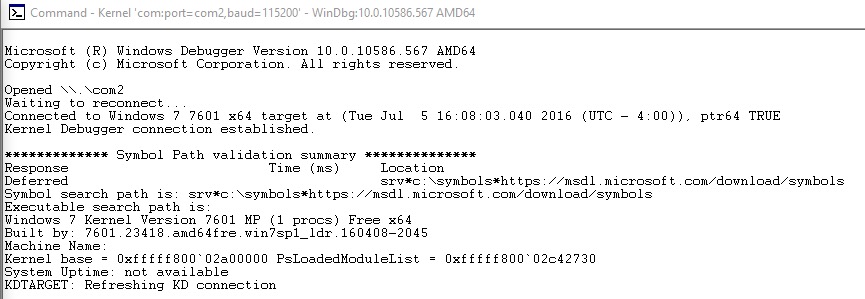 Command - Kernel 'com:port=com2,baud=115200' - WinDbg:10.0.10586.567 AMD64
Microsoft (R) Windows Debugger Version 10.0.10586.567 AMD64
Copyright (c) Microsoft Corporation. All rights reserved.
Opened \\.\com2
Waiting to reconnect...
Connected to Windows 7 7601 x64 target at (Tue Jul  5 16:08:03.040 2016 (UTC - 4:00)), ptr64 TRUE
Kernel Debugger connection established.
************* Symbol Path validation summary **************
Response                         Time (ms)     Location
Deferred                                       srv*c:\symbols*https://msdl.microsoft.com/download/symbols
Symbol search path is: srv*c:\symbols*https://msdl.microsoft.com/download/symbols
Executable search path is:
Windows 7 Kernel Version 7601 MP (1 procs) Free x64
Built by: 7601.23418.amd64fre.win7sp1_ldr.160408-2045
Machine Name:
Kernel base = 0xfffff800`02a00000 PsLoadedModuleList = 0xfffff800`02c42730
System Uptime: not available
KDTARGET: Refreshing KD connection